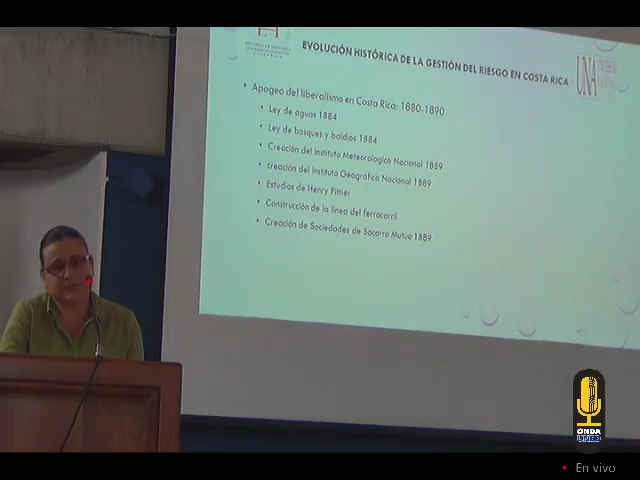 EVOLUCIÓN HISTÓRICA DE LA GESTIÓN DEL RIESGO EN COSTA RICA
UNA
• Apogeo del liberalismo en Costa Rica: 1880-1890
• Ley de aguas 1884
• Ley de bosques y baldíos 1884
• Creación del Instituto Meteorologico Nacional 1889
• creación del Instituto Geográfico Nacional 1889
• Estudios de Henry Pittier
• Construcción de la línea del ferrocarril
• Creación de Sociedades de Socorro Mutuo 1889
ONDA
UNED
En vivo